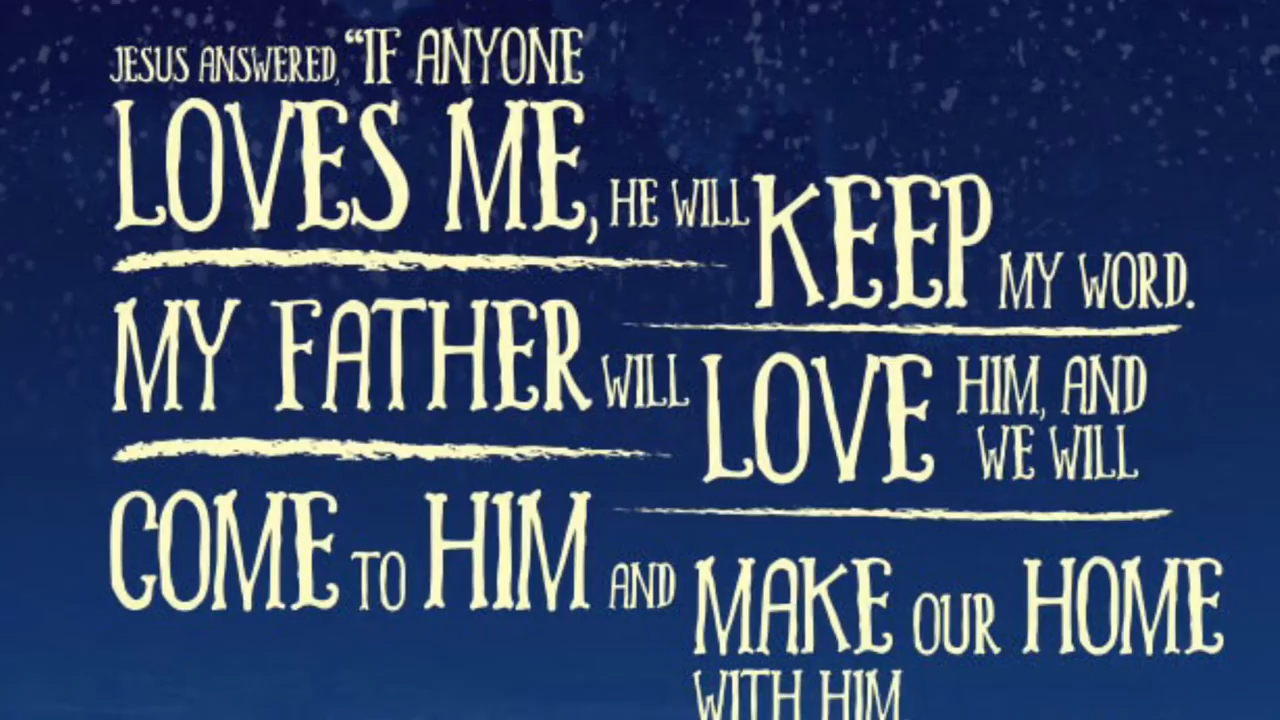 JESUS ANSWERED, “IF ANYONE
LOVES ME, HE WILL KEEP MY WORD.
MY FATHER WILL LOVE HIM, AND
WE WILL
COME TO HIM AND MAKE OUR HOME
WITH HIM